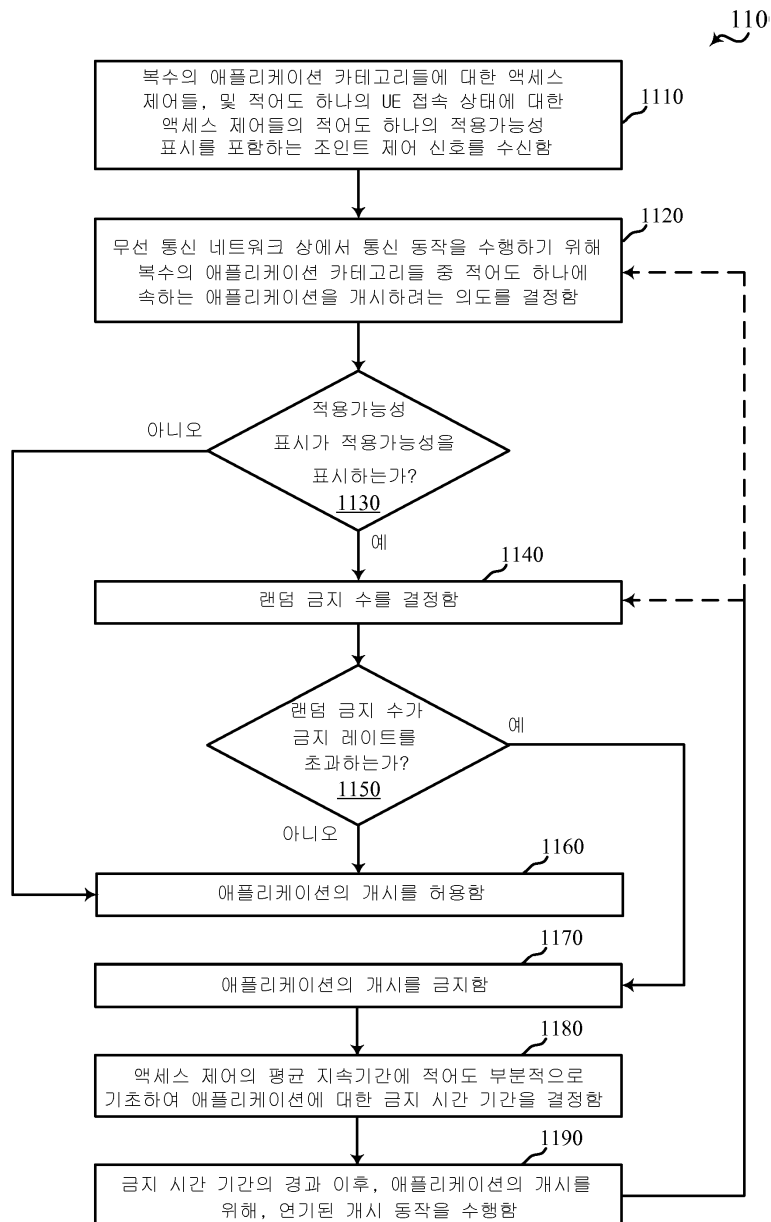 110
복수의 애플리케이션 카테고리들에 대한 액세스
제어들, 및 적어도 하나의 UE 접속 상태에 대한
액세스 제어들의 적어도 하나의 적용가능성
표시를 포함하는 조인트 제어 신호를 수신함
1110
1120
무선 통신 네트워크 상에서 통신 동작을 수행하기 위해
복수의 애플리케이션 카테고리들 중 적어도 하나에
속하는 애플리케이션을 개시하려는 의도를 결정함
아니오
적용가능성
표시가 적용가능성을
표시하는가?
1130
예
1140
랜덤 금지 수를 결정함
랜덤 금지 수가
금지 레이트를
초과하는가?
1150
예
아니오
1160
애플리케이션의 개시를 허용함
1170
애플리케이션의 개시를 금지함
1180
액세스 제어의 평균 지속기간에 적어도 부분적으로
기초하여 애플리케이션에 대한 금지 시간 기간을 결정함
1190
금지 시간 기간의 경과 이후, 애플리케이션의 개시를
위해, 연기된 개시 동작을 수행함